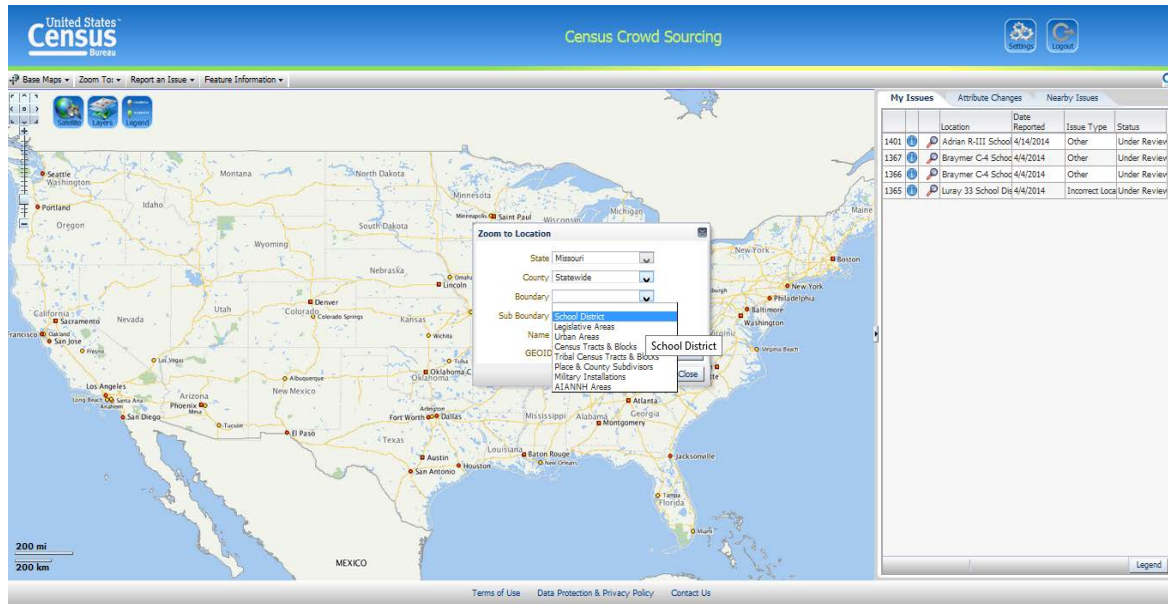 United States™
Census
Bureau
Census Crowd Sourcing
Settings
Logout
Base Maps
Zoom To:
Report an Issue
Feature Information
Satellite
Layers
Legend
My Issues
Attribute Changes
Nearby Issues
Location
Date Reported
Issue Type
Status
1401 Adrian R-III School 4/14/2014 Other Under Review
1367 Braymer C-4 Schoo 4/4/2014 Other Under Review
1366 Braymer C-4 Schoo 4/4/2014 Other Under Review
1365 Luray 33 School Dis 4/4/2014 Incorrect Loca Under Review
Seattle
Washington
Montana
North Dakota
Minnesota
Portland
Idaho
Minneapolis
Saint Paul
Wisconsin
Michigan
Maine
Oregon
South Dakota
Wyoming
New York
Boston
Nebraska
Omaha
Lincoln
New York
Philadelphia
Denver
Utah
Colorado
Colorado Springs
Kansas
Baltimore
Washington
California
Sacramento
Nevada
Francisco
Oakland
San Jose
Wichita
Fresno
Las Vegas
Virginia Beach
Tulsa
Oklahoma C
Oklahoma
Albuquerque
Los Angeles
Arizona
New Mexico
Long Beach
Santa Ana
Anaheim
Phoenix
Mesa
San Diego
Tucson
El Paso
Arlington
Fort Worth
Dallas
Mississippi
Alabama
Atlanta
Georgia
Montgomery
Texas
Austin
Louisiana
Baton Rouge
New Orleans
Jacksonville
Houston
San Antonio
Tampa
Florida
Miami
MEXICO
Zoom to Location
State Missouri
County Statewide
Boundary
Sub Boundary
Name
GEOID
School District
Legislative Areas
Urban Areas
Census Tracts & Blocks
Tribal Census Tracts & Blocks
Place & County Subdivisors
Military Installations
AIANNH Areas
School District
Close
200 mi
200 km
Legend
Terms of Use Data Protection & Privacy Policy Contact Us